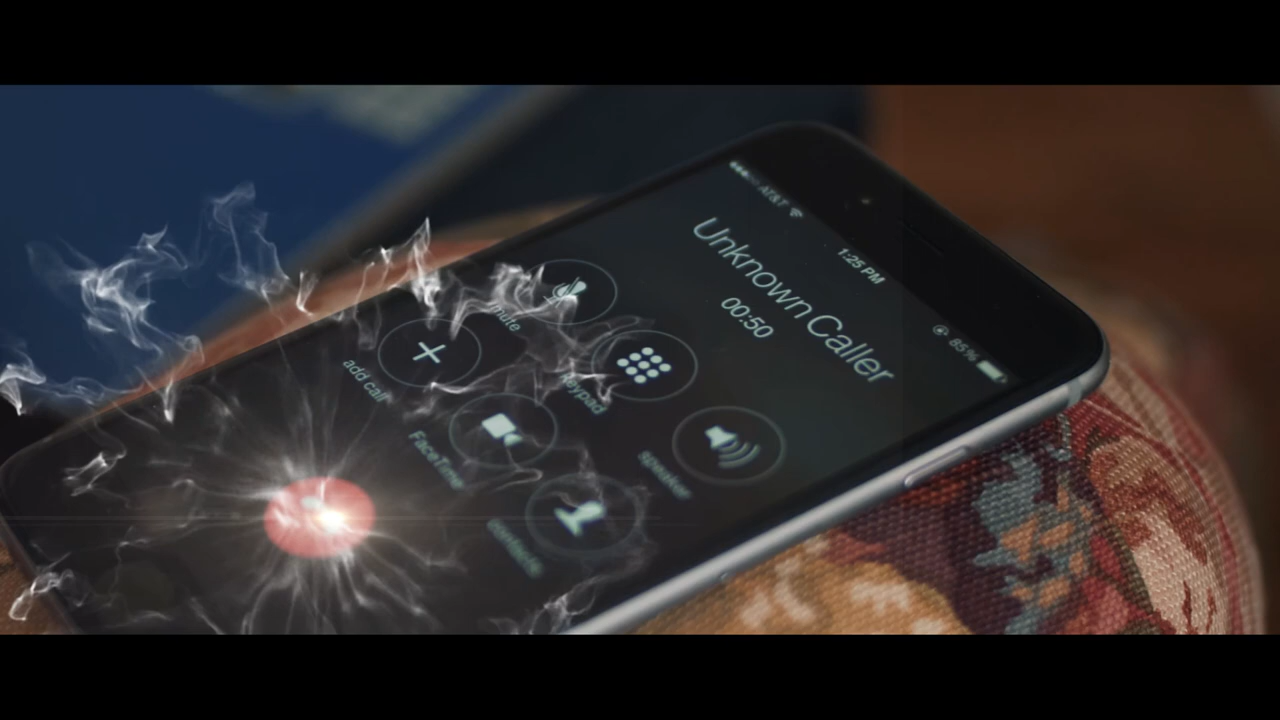 AT&T
1:25 PM
85%
Unknown Caller
00:50
mute
keypad
speaker
add call
FaceTime
contacts